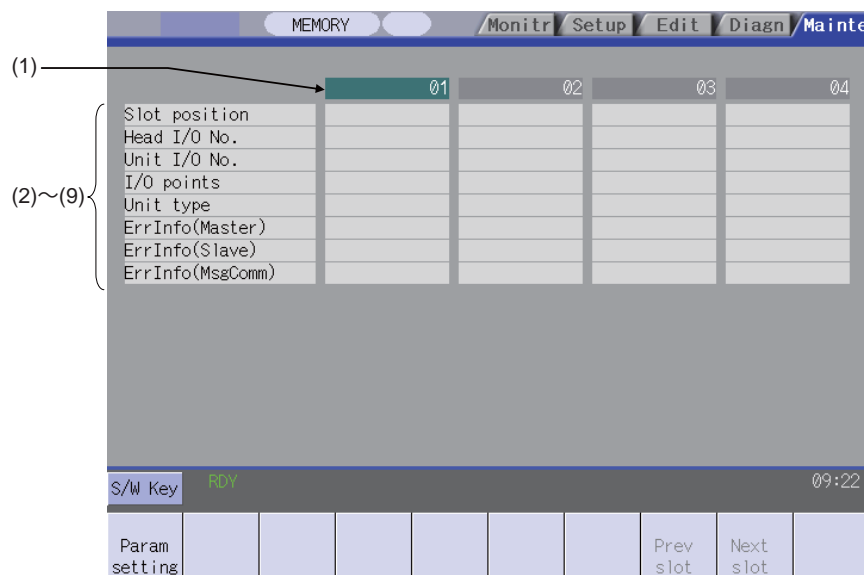 MEMORY Monitr Setup Edit Diagn Mainte
(1)
01 02 03 04
Slot position
Head I/O No.
Unit I/O No.
I/O points
(2)～(9)
Unit type
ErrInfo(Master)
ErrInfo(Slave)
ErrInfo(MsgComm)
S/W Key RDY 09:22
Param setting
Prev slot
Next slot